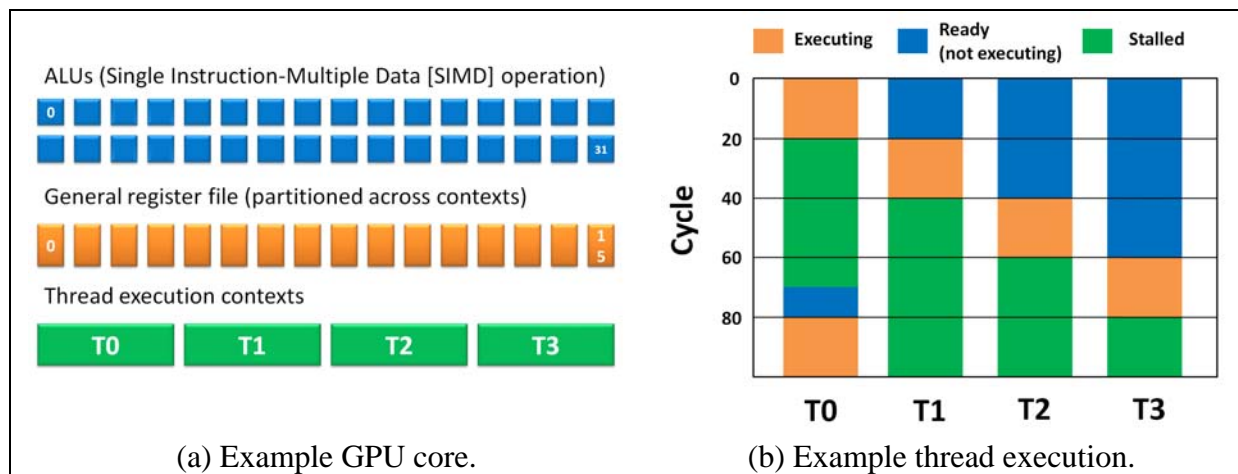 ALUs (Single Instruction-Multiple Data [SIMD] operation)
0
31
General register file (partitioned across contexts)
0
1
5
Thread execution contexts
T0 T1 T2 T3
(a) Example GPU core.
Executing Ready Stalled
(not executing)
Cycle
0
20
40
60
80
T0 T1 T2 T3
(b) Example thread execution.